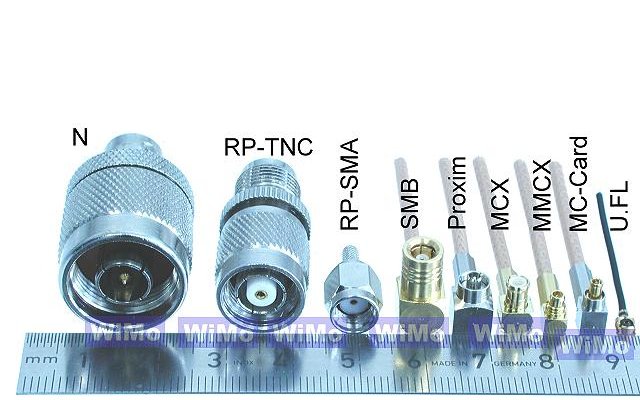 N
RP-TNC
RP-SMA
SMB
Proxim
MCX
MMCX
MC-Card
U.FL
WiMo WiMo WiMo WiMo WiMo WiMo
mm 1 3 INOX 4 5 6 MADE IN 7 GERMANY 8 9